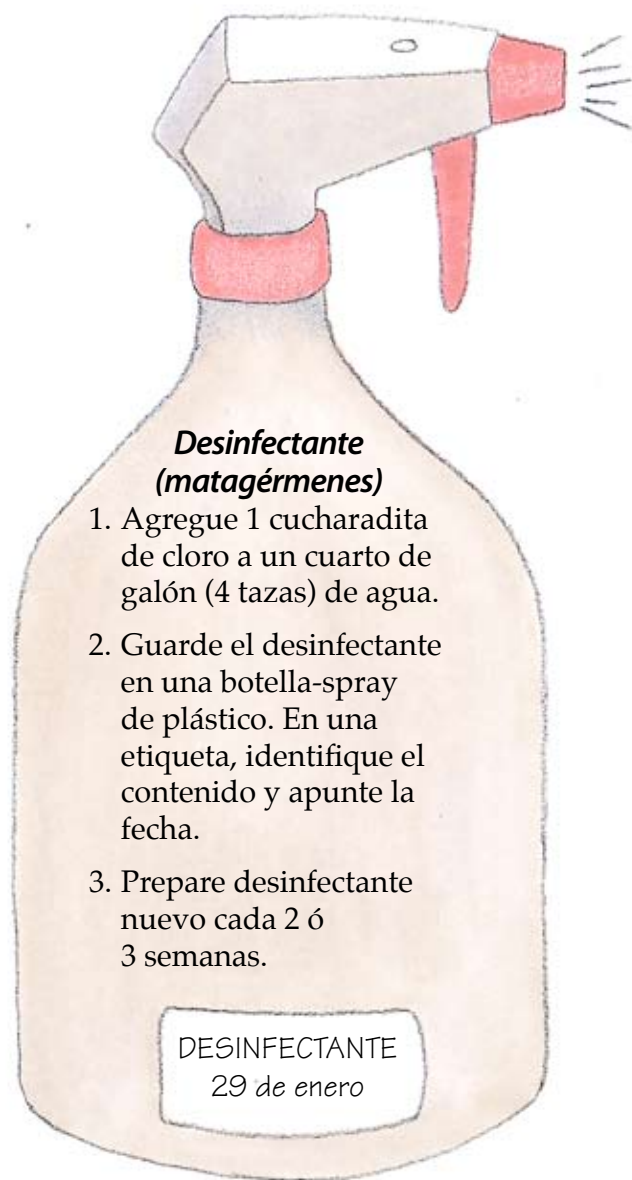 Desinfectante
(matagérmenes)
1. Agregue 1 cucharadita
de cloro a un cuarto de
galón (4 tazas) de agua.
2. Guarde el desinfectante
en una botella-spray
de plástico. En una
etiqueta, identifique el
contenido y apunte la
fecha.
3. Prepare desinfectante
nuevo cada 2 ó
3 semanas.
DESINFECTANTE
29 de enero